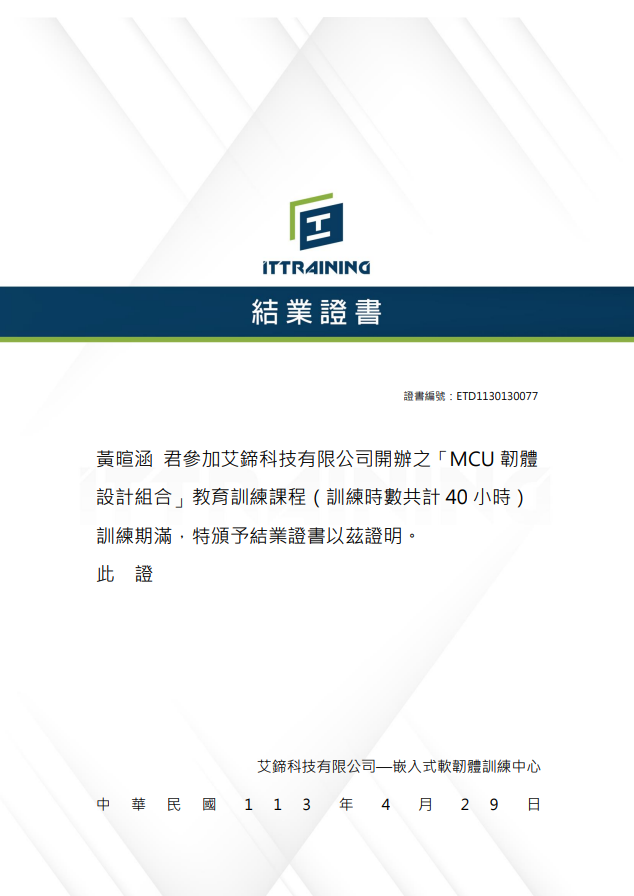 ITTRAINING
結業證書
證書編號：ETD1130130077
黃暄涵 君參加艾鍗科技有限公司開辦之「MCU 韌體
設計組合」教育訓練課程（訓練時數共計 40 小時）
訓練期滿，特頒予結業證書以茲證明。
此 證
艾鍗科技有限公司—嵌入式軟韌體訓練中心
中 華 民 國 1 1 3 年 4 月 2 9 日